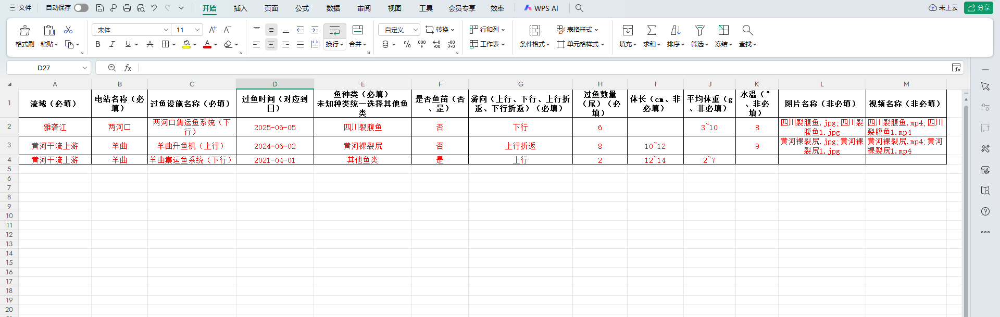 文件 自动保存 开始 插入 页面 公式 数据 审阅 视图 工具 会员专享 效率 WPS AI 未上云 分享
宋体 11 A+ A- 换行 合并 自定义 转换 行和列 表格样式
格式刷 粘贴 B I U A A 工作表 条件格式 单元格样式 填充 求和 排序 筛选 冻结 查找
D27 fx
A B C D E F G H I J K L M
1
流域（必填）
电站名称（必
填）
过鱼设施名称（必填）
过鱼时间（对应到
日）
鱼种类（必填）
未知种类统一选择其他鱼
类
是否鱼苗（否
、是）
游向（上行、下行、上行折
返、下行折返）（必填）
过鱼数量
（尾）（必
填）
体长（cm、非
必填）
平均体重（g
、非必填）
水温（°
、非必
填）
图片名称（非必填）
视频名称（非必填）
2
雅砻江
两河口
两河口集运鱼系统（下
行）
2025-06-05
四川裂腹鱼
否
下行
6
3~10
8
四川裂腹鱼.jpg;四川裂
腹鱼1.jpg
四川裂腹鱼.mp4;四川
裂腹鱼1.mp4
3
黄河干流上游
羊曲
羊曲升鱼机（上行）
2024-06-02
黄河裸裂尻
否
上行折返
8
10~12
9
黄河裸裂尻.jpg;黄河裸
裂尻1.jpg
黄河裸裂尻.mp4;黄河
裸裂尻1.mp4
4
黄河干流上游
羊曲
羊曲集运鱼系统（下行）
2021-04-01
其他鱼类
是
上行
2
12~14
2~7
5
6
7
8
9
10
11
12
13
14
15
16
17
18
19
20